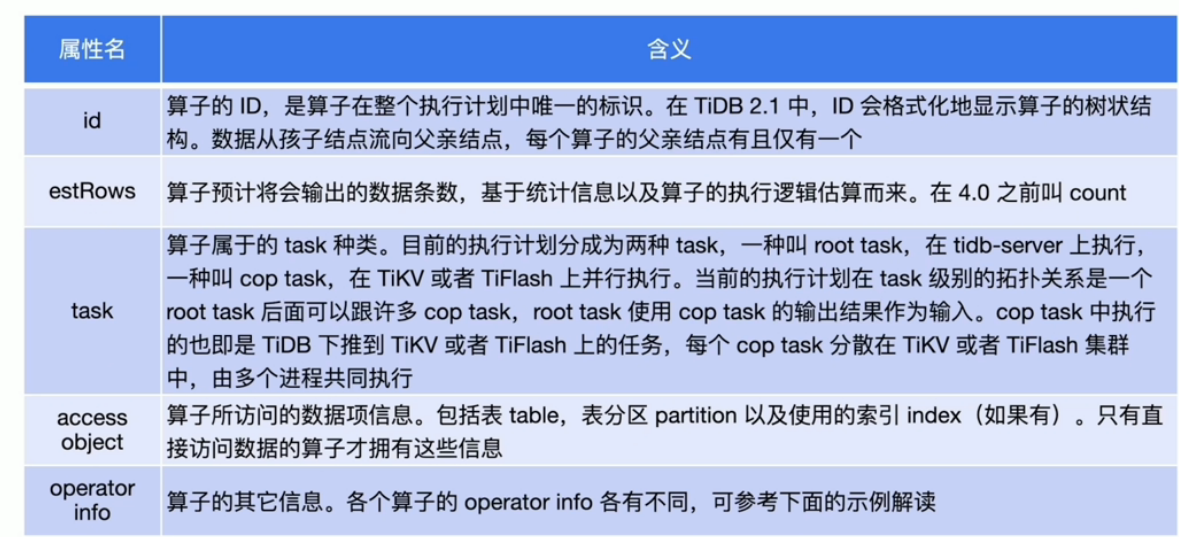 属性名
含义
id
算子的 ID，是算子在整个执行计划中唯一的标识。在 TiDB 2.1 中，ID 会格式化地显示算子的树状结
构。数据从孩子结点流向父亲结点，每个算子的父亲结点有且仅有一个
estRows
算子预计将会输出的数据条数，基于统计信息以及算子的执行逻辑估算而来。在 4.0 之前叫 count
task
算子属于的 task 种类。目前的执行计划分成为两种 task，一种叫 root task，在 tidb-server 上执行，
一种叫 cop task，在 TiKV 或者 TiFlash 上并行执行。当前的执行计划在 task 级别的拓扑关系是一个
root task 后面可以跟许多 cop task，root task 使用 cop task 的输出结果作为输入。cop task 中执行
的也即是 TiDB 下推到 TiKV 或者 TiFlash 上的任务，每个 cop task 分散在 TiKV 或者 TiFlash 集群
中，由多个进程共同执行
access
object
算子所访问的数据项信息。包括表 table，表分区 partition 以及使用的索引 index（如果有）。只有直
接访问数据的算子才拥有这些信息
operator
info
算子的其它信息。各个算子的 operator info 各有不同，可参考下面的示例解读